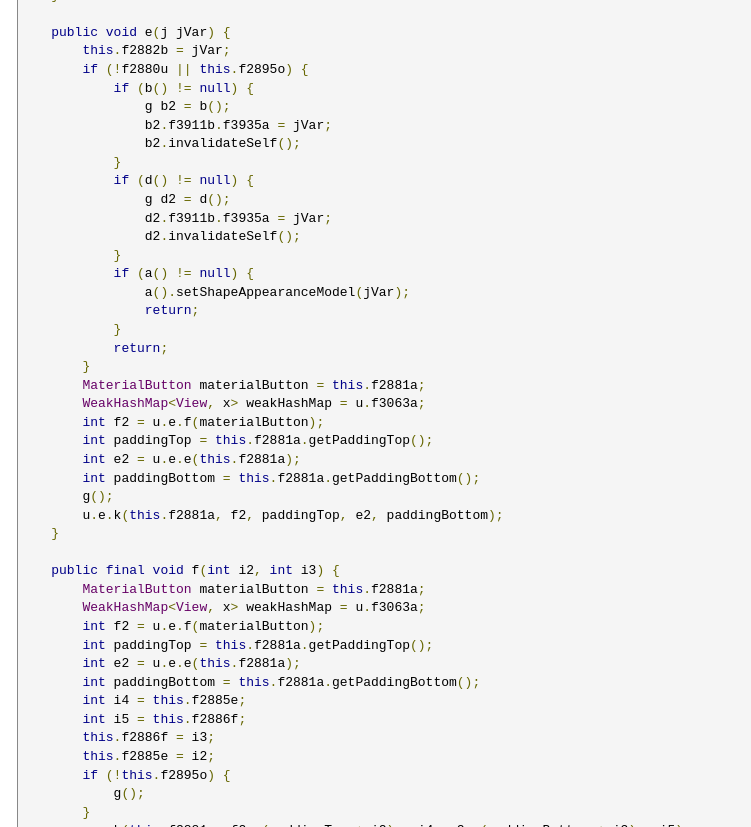 public void e(j jVar) {
this.f2882b = jVar;
if (!f2880u || this.f2895o) {
if (b() != null) {
g b2 = b();
b2.f3911b.f3935a = jVar;
b2.invalidateSelf();
}
if (d() != null) {
g d2 = d();
d2.f3911b.f3935a = jVar;
d2.invalidateSelf();
}
if (a() != null) {
a().setShapeAppearanceModel(jVar);
return;
}
return;
}
MaterialButton materialButton = this.f2881a;
WeakHashMap<View, x> weakHashMap = u.f3063a;
int f2 = u.e.f(materialButton);
int paddingTop = this.f2881a.getPaddingTop();
int e2 = u.e.e(this.f2881a);
int paddingBottom = this.f2881a.getPaddingBottom();
g();
u.e.k(this.f2881a, f2, paddingTop, e2, paddingBottom);
}
public final void f(int i2, int i3) {
MaterialButton materialButton = this.f2881a;
WeakHashMap<View, x> weakHashMap = u.f3063a;
int f2 = u.e.f(materialButton);
int paddingTop = this.f2881a.getPaddingTop();
int e2 = u.e.e(this.f2881a);
int paddingBottom = this.f2881a.getPaddingBottom();
int i4 = this.f2885e;
int i5 = this.f2886f;
this.f2886f = i3;
this.f2885e = i2;
if (!this.f2895o) {
g();
}